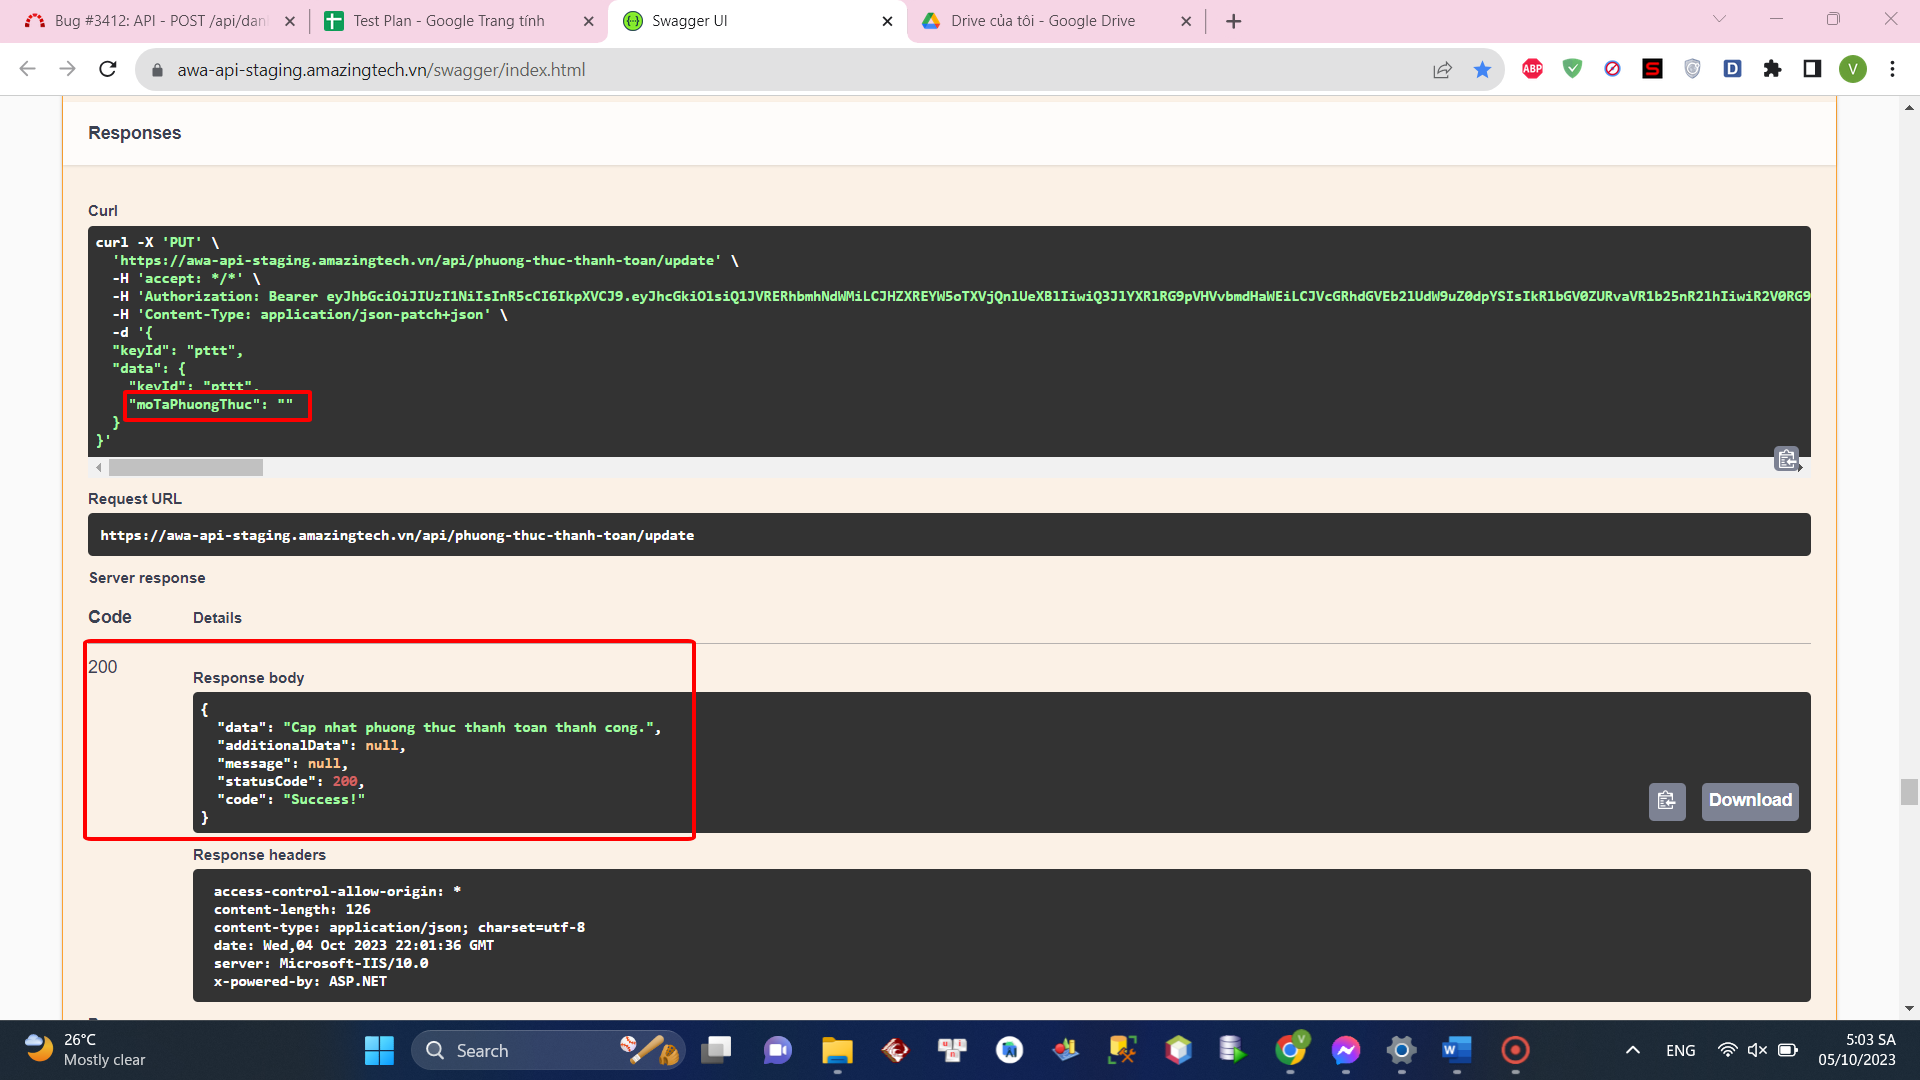 Bug #3412: API - POST /api/dan
Test Plan - Google Trang tính
Swagger UI
Drive của tôi - Google Drive
awa-api-staging.amazingtech.vn/swagger/index.html
ABP
S
D
V
Responses
Curl
curl -X 'PUT' \
'https://awa-api-staging.amazingtech.vn/api/phuong-thuc-thanh-toan/update' \
-H 'accept: */*' \
-H 'Authorization: Bearer
-H 'Content-Type: application/json-patch+json' \
-d '{
"keyId": "pttt",
"data": {
"keyId": "pttt",
"moTaPhuongThuc": ""
}
}'
Request URL
https://awa-api-staging.amazingtech.vn/api/phuong-thuc-thanh-toan/update
Server response
Code Details
200
Response body
{
"data": "Cap nhat phuong thuc thanh toan thanh cong.",
"additionalData": null,
"message": null,
"statusCode": 200,
"code": "Success!"
}
Download
Response headers
access-control-allow-origin: *
content-length: 126
content-type: application/json; charset=utf-8
date: Wed,04 Oct 2023 22:01:36 GMT
server: Microsoft-IIS/10.0
x-powered-by: ASP.NET
26°C
Mostly clear
Search
ENG
5:03 SA
05/10/2023